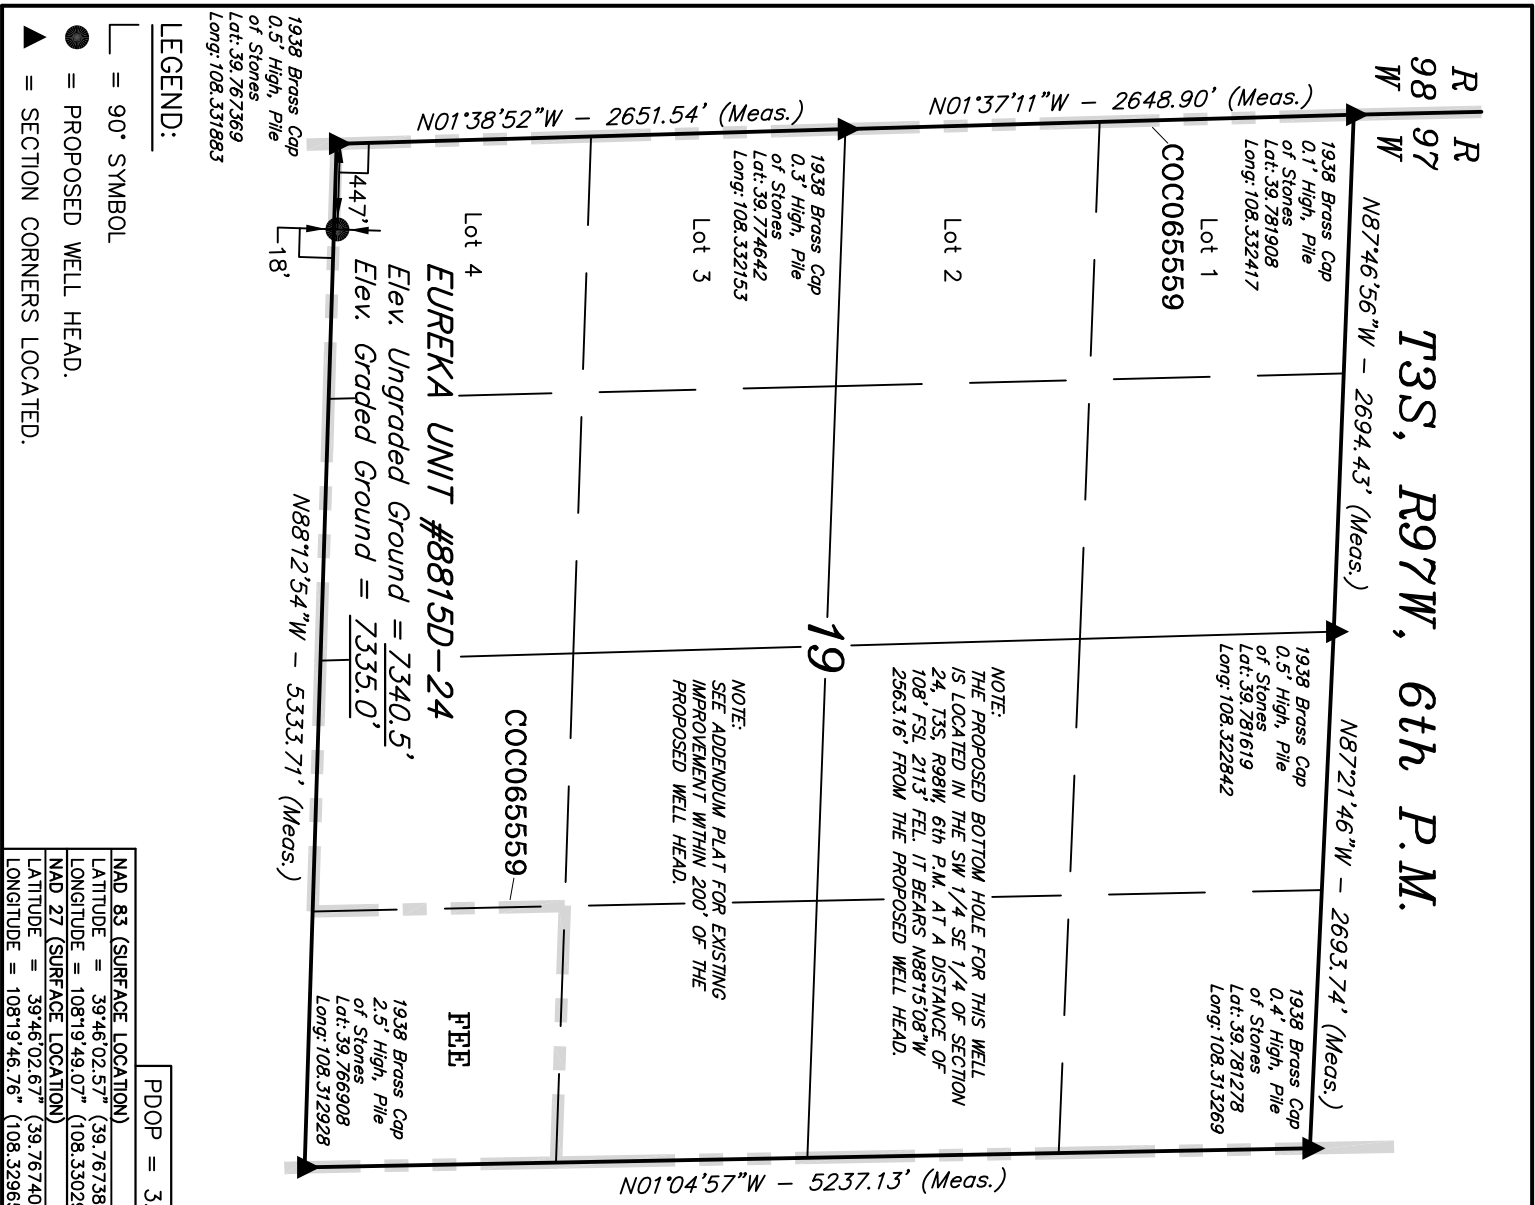 R
98
W
R
97
W
T3S, R97W, 6th P.M.
N87°46'56"W - 2694.43' (Meas.)
N87°21'46"W - 2693.74' (Meas.)
N01°37'11"W - 2648.90' (Meas.)
N01°38'52"W - 2651.54' (Meas.)
1938 Brass Cap
0.1' High, Pile
of Stones
Lat: 39.781908
Long: 108.332417
1938 Brass Cap
0.5' High, Pile
of Stones
Lat: 39.781619
Long: 108.322842
1938 Brass Cap
0.4' High, Pile
of Stones
Lat: 39.781278
Long: 108.313269
Lot 1
COC065559
Lot 2
NOTE:
THE PROPOSED BOTTOM HOLE FOR THIS WELL
IS LOCATED IN THE SW 1/4 SE 1/4 OF SECTION
24, T3S, R98W, 6th P.M. AT A DISTANCE OF
108' FSL 2113' FEL. IT BEARS N88°15'08"W
2563.16' FROM THE PROPOSED WELL HEAD.
1938 Brass Cap
0.3' High, Pile
of Stones
Lat: 39.774642
Long: 108.332153
19
Lot 3
NOTE:
SEE ADDENDUM PLAT FOR EXISTING
IMPROVEMENT WITHIN 200' OF THE
PROPOSED WELL HEAD.
COC065559
Lot 4
EUREKA UNIT #8815D-24
Elev. Ungraded Ground = 7340.5'
Elev. Graded Ground = 7335.0'
FEE
447'
18'
1938 Brass Cap
2.5' High, Pile
of Stones
Lat: 39.766908
Long: 108.312928
N88°12'54"W - 5333.71' (Meas.)
N01°04'57"W - 5237.13' (Meas.)
1938 Brass Cap
0.5' High, Pile
of Stones
Lat: 39.767369
Long: 108.331883
LEGEND:
= 90° SYMBOL
= PROPOSED WELL HEAD.
= SECTION CORNERS LOCATED.
PDOP = 3.
NAD 83 (SURFACE LOCATION)
LATITUDE = 39°46'02.57" (39.76738
LONGITUDE = 108°19'49.07" (108.33029
NAD 27 (SURFACE LOCATION)
LATITUDE = 39°46'02.67" (39.76740
LONGITUDE = 108°19'46.76" (108.32965